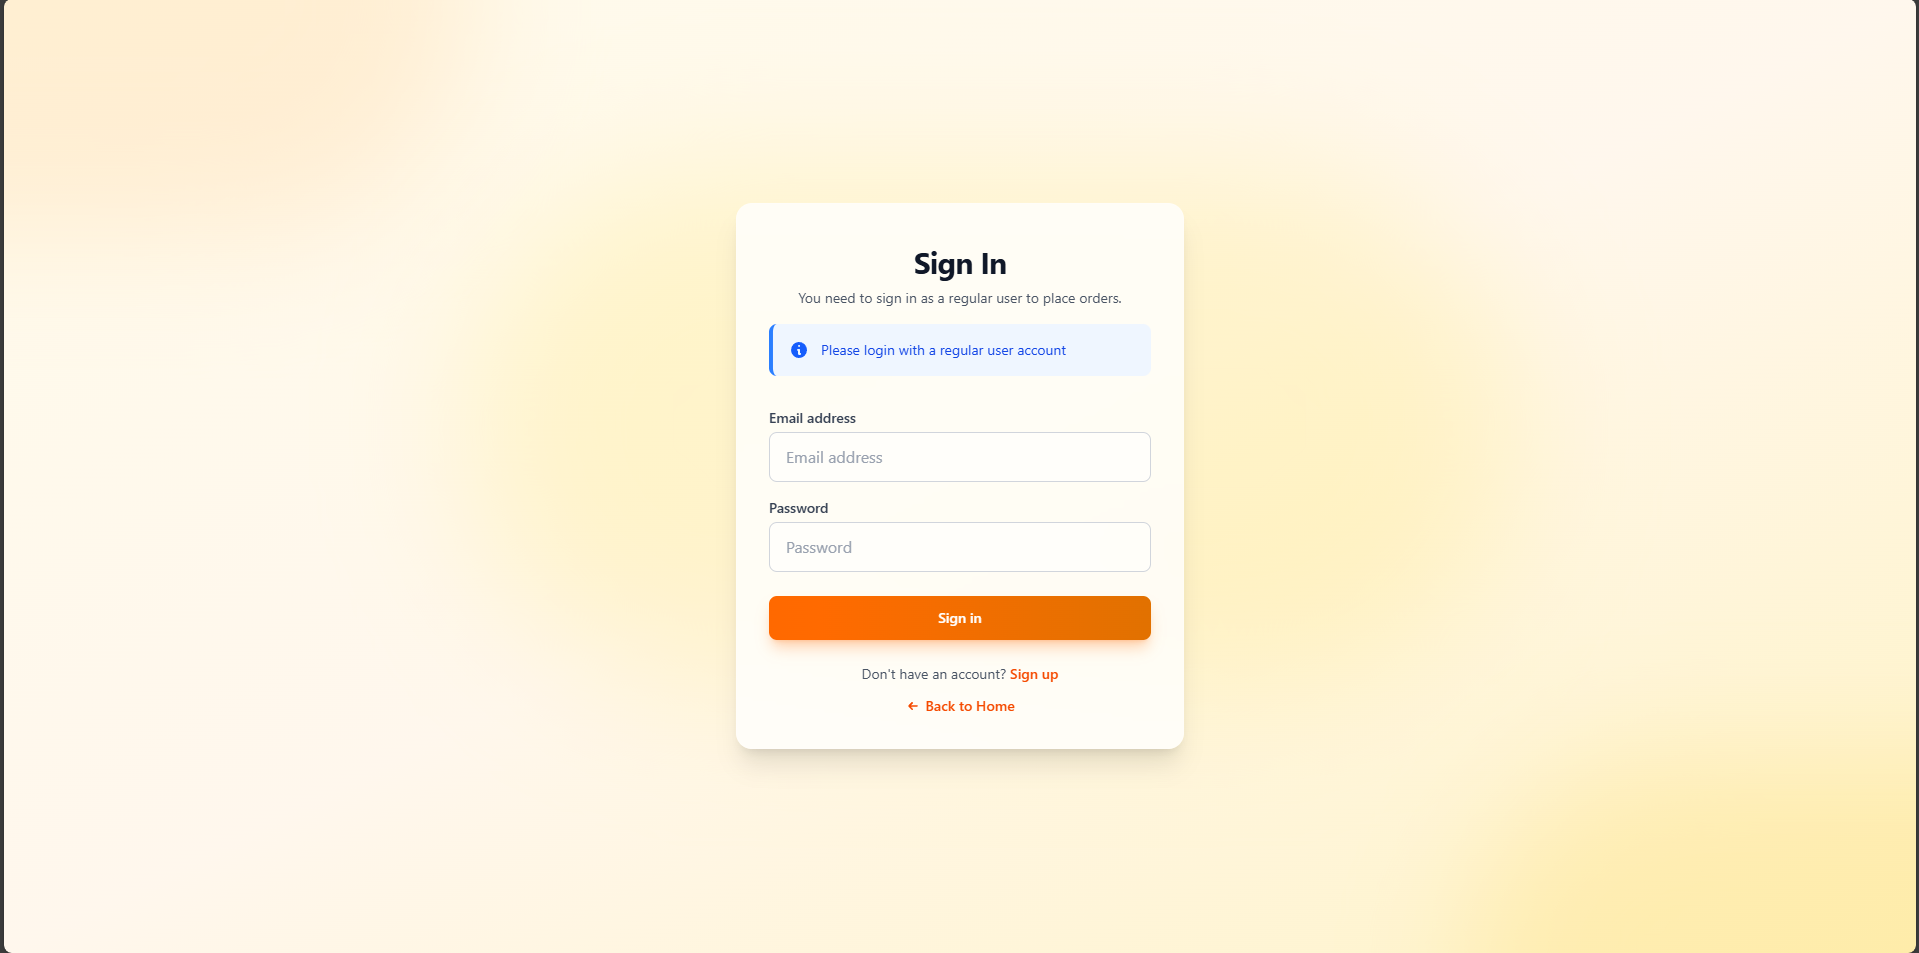 Sign In
You need to sign in as a regular user to place orders.
Please login with a regular user account
Email address
Email address
Password
Password
Sign in
Don't have an account? Sign up
← Back to Home